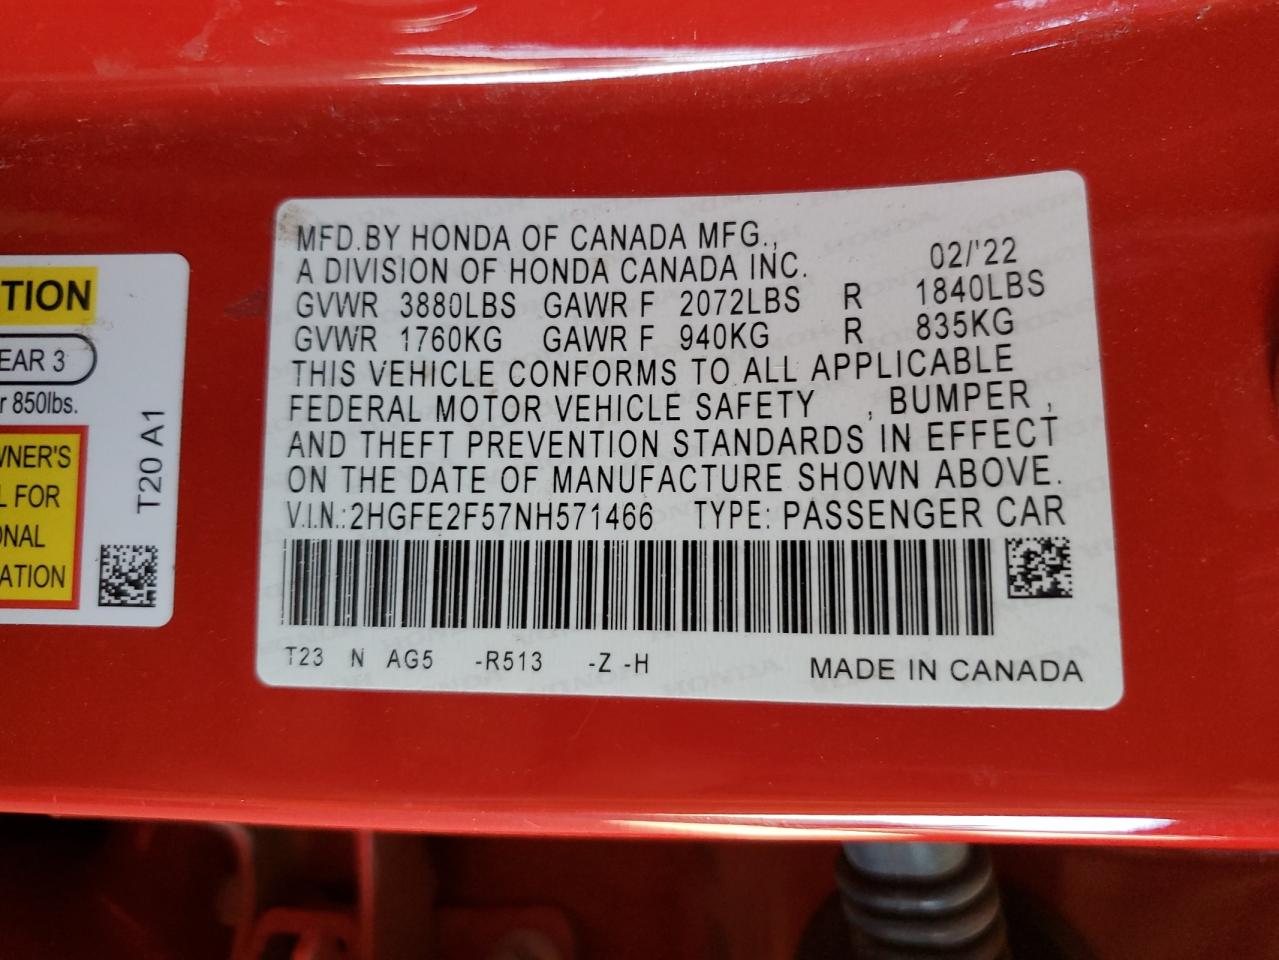 TION
EAR 3
r 850lbs.
WNER'S
L FOR
ONAL
ATION
T20 A1
MFD.BY HONDA OF CANADA MFG.,
A DIVISION OF HONDA CANADA INC. 02/'22
GVWR 3880LBS GAWR F 2072LBS R 1840LBS
GVWR 1760KG GAWR F 940KG R 835KG
THIS VEHICLE CONFORMS TO ALL APPLICABLE
FEDERAL MOTOR VEHICLE SAFETY , BUMPER ,
AND THEFT PREVENTION STANDARDS IN EFFECT
ON THE DATE OF MANUFACTURE SHOWN ABOVE.
V.I.N.:2HGFE2F57NH571466 TYPE: PASSENGER CAR
T23 N AG5 -R513 -Z -H MADE IN CANADA